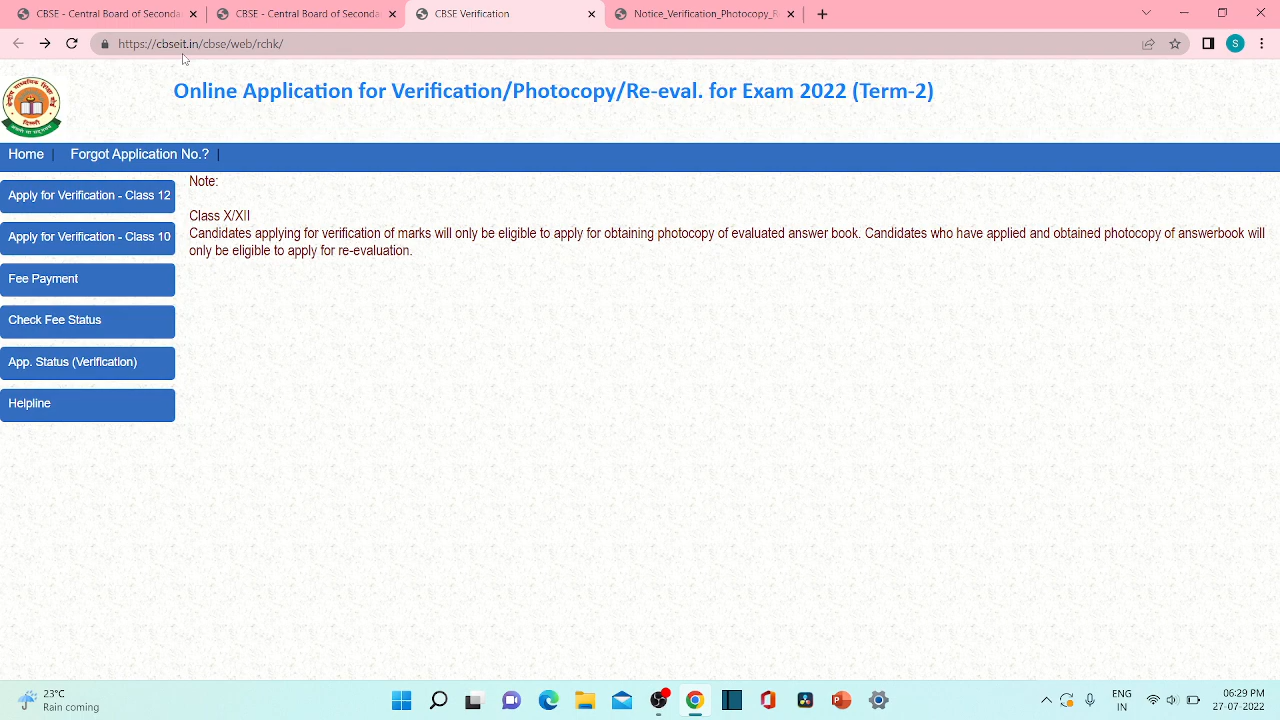 CBSE - Central Board of Seconda
CBSE - Central Board of Seconda
CBSE Verification
Notice_Verification_Photocopy_R
https://cbseit.in/cbse/web/rchk/
S
Online Application for Verification/Photocopy/Re-eval. for Exam 2022 (Term-2)
Home | Forgot Application No.? |
Apply for Verification - Class 12
Apply for Verification - Class 10
Fee Payment
Check Fee Status
App. Status (Verification)
Helpline
Note:
Class X/XII
Candidates applying for verification of marks will only be eligible to apply for obtaining photocopy of evaluated answer book. Candidates who have applied and obtained photocopy of answerbook will
only be eligible to apply for re-evaluation.
23°C
Rain coming
ENG
IN
27-07-2022